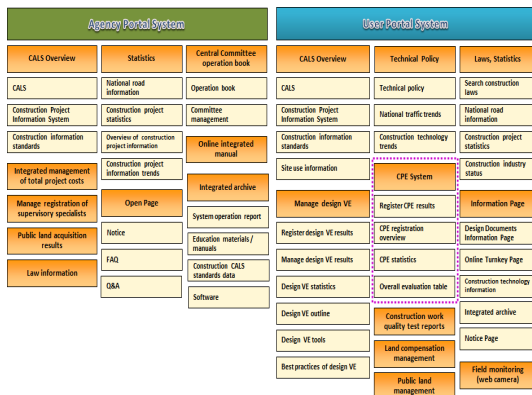 Agency Portal System
CALS Overview
CALS
Construction Project
Information System
Construction information
standards
Integrated management
of total project costs
Manage registration of
supervisory specialists
Public land acquisition
results
Law information
Statistics
National road
information
Construction project
statistics
Overview of construction
project information
Construction project
information trends
Open Page
Notice
FAQ
Q&A
Central Committee
operation book
Operation book
Committee
management
Online integrated
manual
Integrated archive
System operation report
Education materials /
manuals
Construction CALS
standards data
Software
User Portal System
CALS Overview
CALS
Construction Project
Information System
Construction information
standards
Site use information
Manage design VE
Register design VE results
Manage design VE results
Design VE statistics
Design VE outline
Design VE tools
Best practices of design VE
Technical Policy
Technical policy
National traffic trends
Construction technology
trends
CPE System
Register CPE results
CPE registration
overview
CPE statistics
Overall evaluation table
Construction work
quality test reports
Land compensation
management
Public land
management
Laws, Statistics
Search construction
laws
National road
information
Construction project
statistics
Construction industry
status
Information Page
Design Documents
Information Page
Online Turnkey Page
Construction technology
information
Integrated archive
Notice Page
Field monitoring
(web camera)